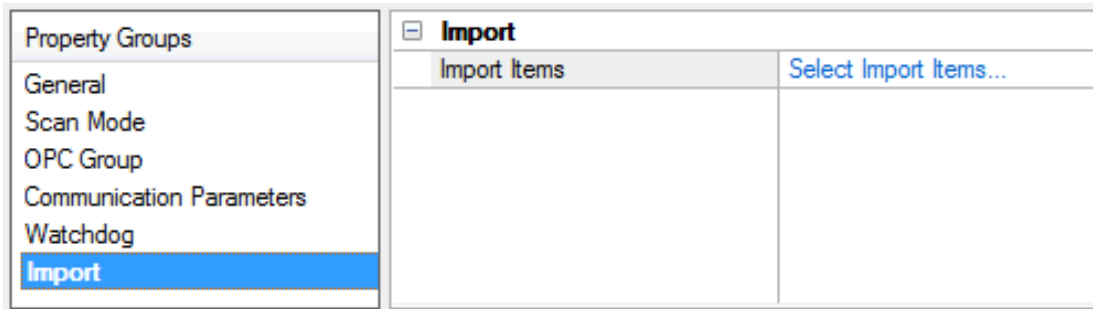 Property Groups
General
Scan Mode
OPC Group
Communication Parameters
Watchdog
Import
Import
Import Items
Select Import Items...